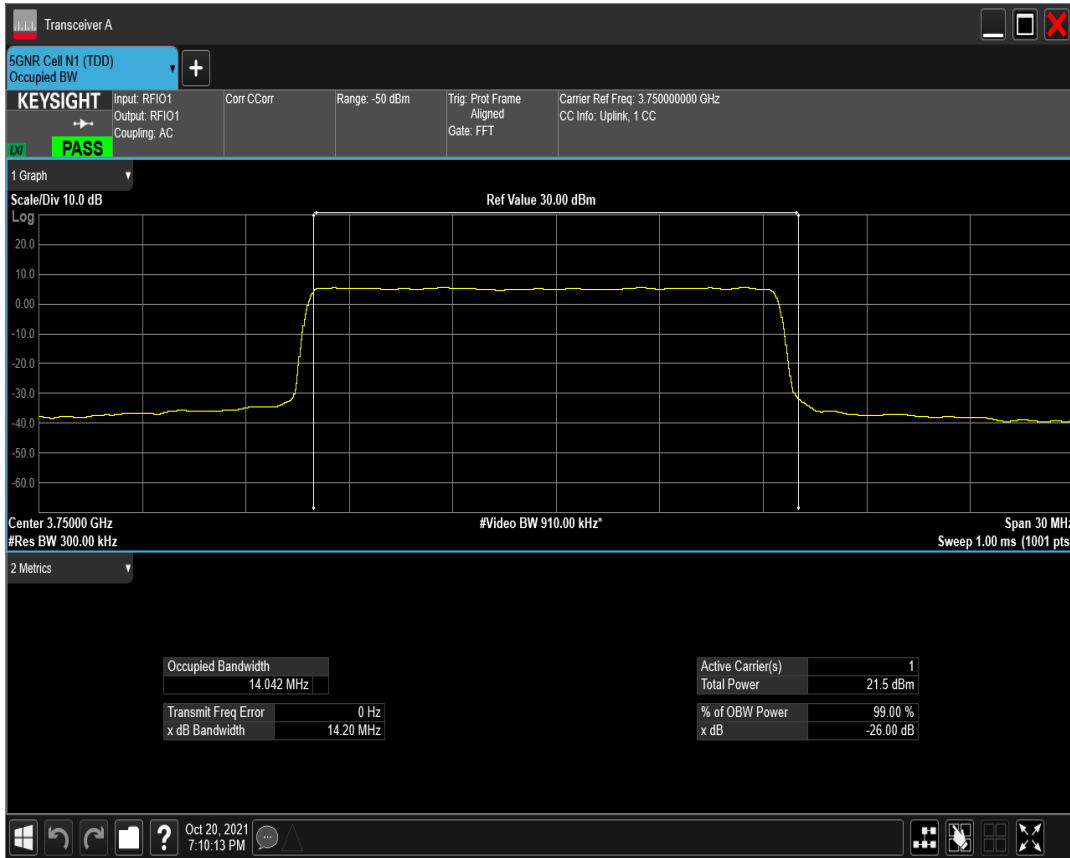 Transceiver A
5GNR Cell N1 (TDD)
Occupied BW
+
KEYSIGHT
LXI
PASS
Input: RFIO1
Output: RFIO1
Coupling: AC
Corr CCorr
Range: -50 dBm
Trig: Prot Frame
Aligned
Gate: FFT
Carrier Ref Freq: 3.750000000 GHz
CC Info: Uplink, 1 CC
1 Graph
Scale/Div 10.0 dB
Ref Value 30.00 dBm
Log
20.0
10.0
0.00
-10.0
-20.0
-30.0
-40.0
-50.0
-60.0
Center 3.75000 GHz
#Video BW 910.00 kHz*
Span 30 MHz
#Res BW 300.00 kHz
Sweep 1.00 ms (1001 pts
2 Metrics
Occupied Bandwidth
14.042 MHz
Transmit Freq Error 0 Hz
x dB Bandwidth 14.20 MHz
Active Carrier(s) 1
Total Power 21.5 dBm
% of OBW Power 99.00 %
x dB -26.00 dB
?
Oct 20, 2021
7:10:13 PM